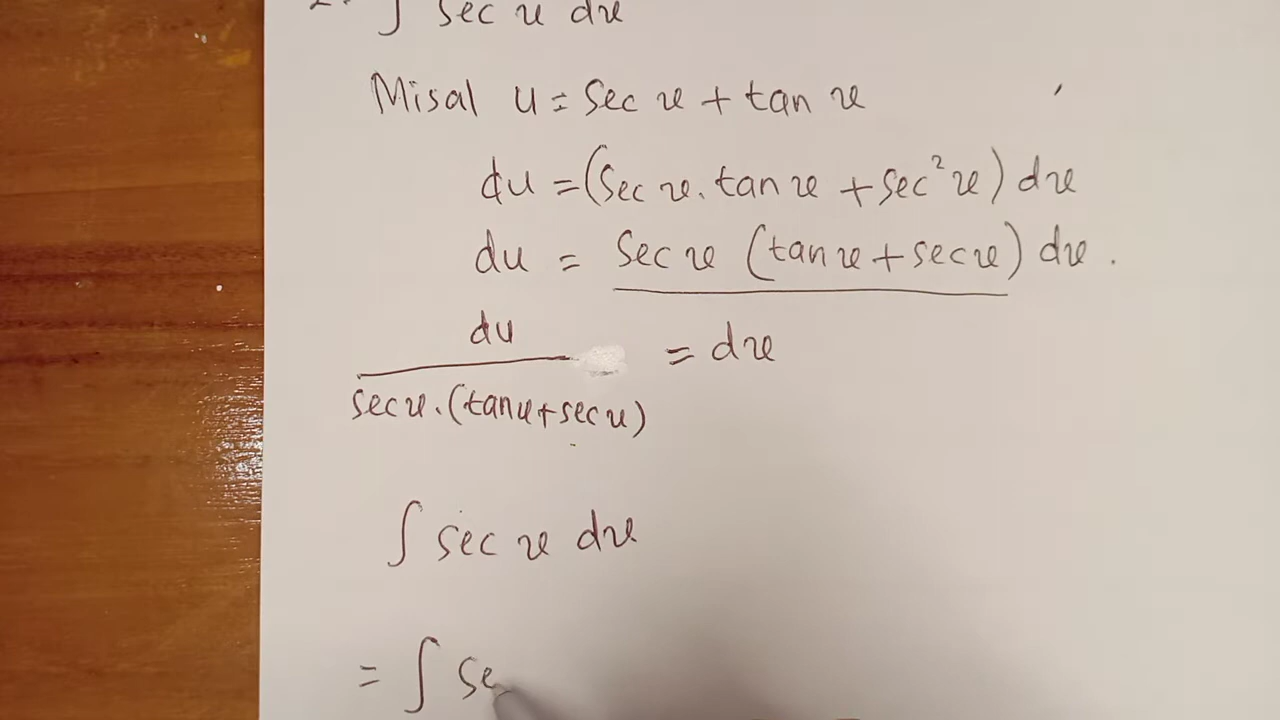 ∫ sec x dx
Misal u = sec x + tan x
du = (sec x . tan x + sec² x) dx
du = sec x (tan x + sec x) dx .
du
= dx
sec x . (tan x + sec x)
∫ sec x dx
= ∫ se